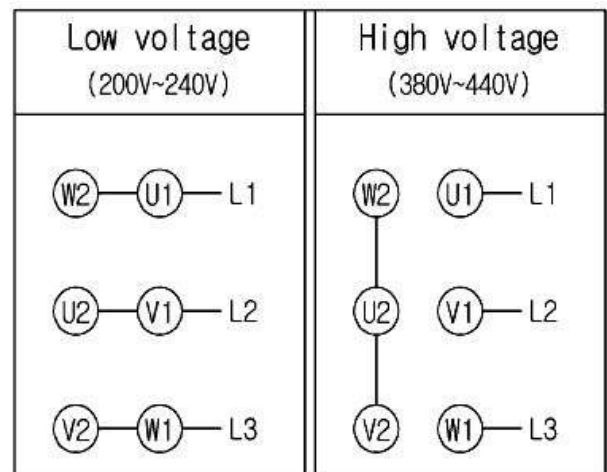 Low voltage
(200V~240V)
W2 U1 L1
U2 V1 L2
V2 W1 L3
High voltage
(380V~440V)
W2 U1 L1
U2 V1 L2
V2 W1 L3